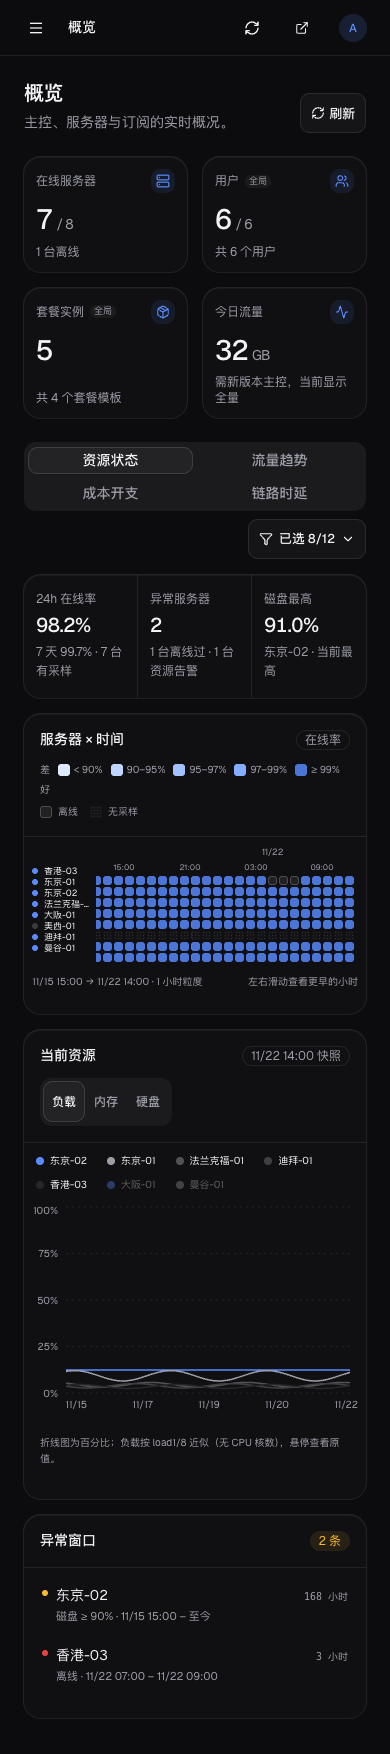 概览
A
概览
主控、服务器与订阅的实时概况。
刷新
在线服务器
7 / 8
1 台离线
用户 全局
6 / 6
共 6 个用户
套餐实例 全局
5
共 4 个套餐模板
今日流量
32 GB
需新版本主控，当前显示
全量
资源状态 流量趋势
成本开支 链路时延
已选 8/12
24h 在线率
98.2%
7 天 99.7% · 7 台
有采样
异常服务器
2
1 台离线过 · 1 台
资源告警
磁盘最高
91.0%
东京-02 · 当前最
高
服务器 × 时间 在线率
差 < 90% 90–95% 95–97% 97–99% ≥ 99%
好
离线 无采样
11/22
15:00 21:00 03:00 09:00
香港-03
东京-01
东京-02
法兰克福-…
大阪-01
美西-01
迪拜-01
曼谷-01
11/15 15:00 → 11/22 14:00 · 1 小时粒度 左右滑动查看更早的小时
当前资源 11/22 14:00 快照
负载 内存 硬盘
东京-02 东京-01 法兰克福-01 迪拜-01
香港-03 大阪-01 曼谷-01
100%
75%
50%
25%
0%
11/15 11/17 11/19 11/20 11/22
折线图为百分比；负载按 load1/8 近似（无 CPU 核数），悬停查看原
值。
异常窗口 2 条
东京-02 168 小时
磁盘 ≥ 90% · 11/15 15:00 – 至今
香港-03 3 小时
离线 · 11/22 07:00 – 11/22 09:00